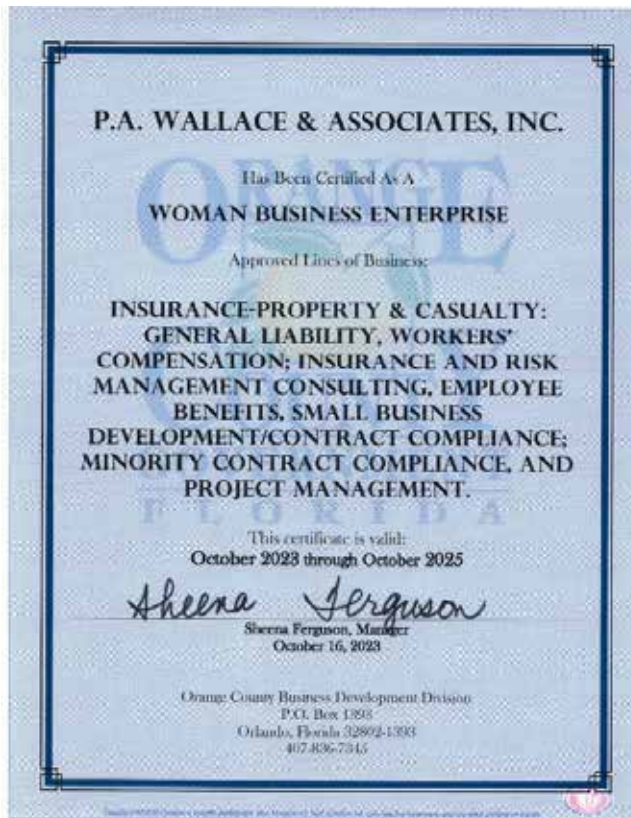 P.A. WALLACE & ASSOCIATES, INC.
Has Been Certified As A
WOMAN BUSINESS ENTERPRISE
Approved Lines of Business:
INSURANCE-PROPERTY & CASUALTY:
GENERAL LIABILITY, WORKERS'
COMPENSATION; INSURANCE AND RISK
MANAGEMENT CONSULTING, EMPLOYEE
BENEFITS, SMALL BUSINESS
DEVELOPMENT/CONTRACT COMPLIANCE;
MINORITY CONTRACT COMPLIANCE, AND
PROJECT MANAGEMENT.
ORANGE
COUNTY
FLORIDA
This certificate is valid:
October 2023 through October 2025
Sheena Ferguson
Sheena Ferguson, Manager
October 16, 2023
Orange County Business Development Division
P.O. Box 1393
Orlando, Florida 32802-1393
407-836-7345